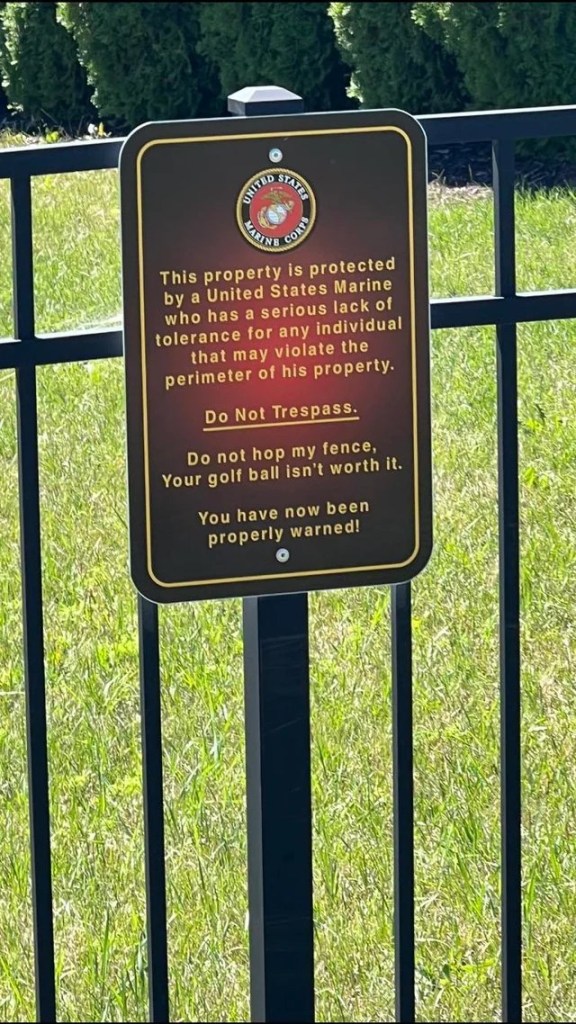 UNITED STATES
MARINE CORPS
This property is protected
by a United States Marine
who has a serious lack of
tolerance for any individual
that may violate the
perimeter of his property.
Do Not Trespass.
Do not hop my fence,
Your golf ball isn't worth it.
You have now been
properly warned!